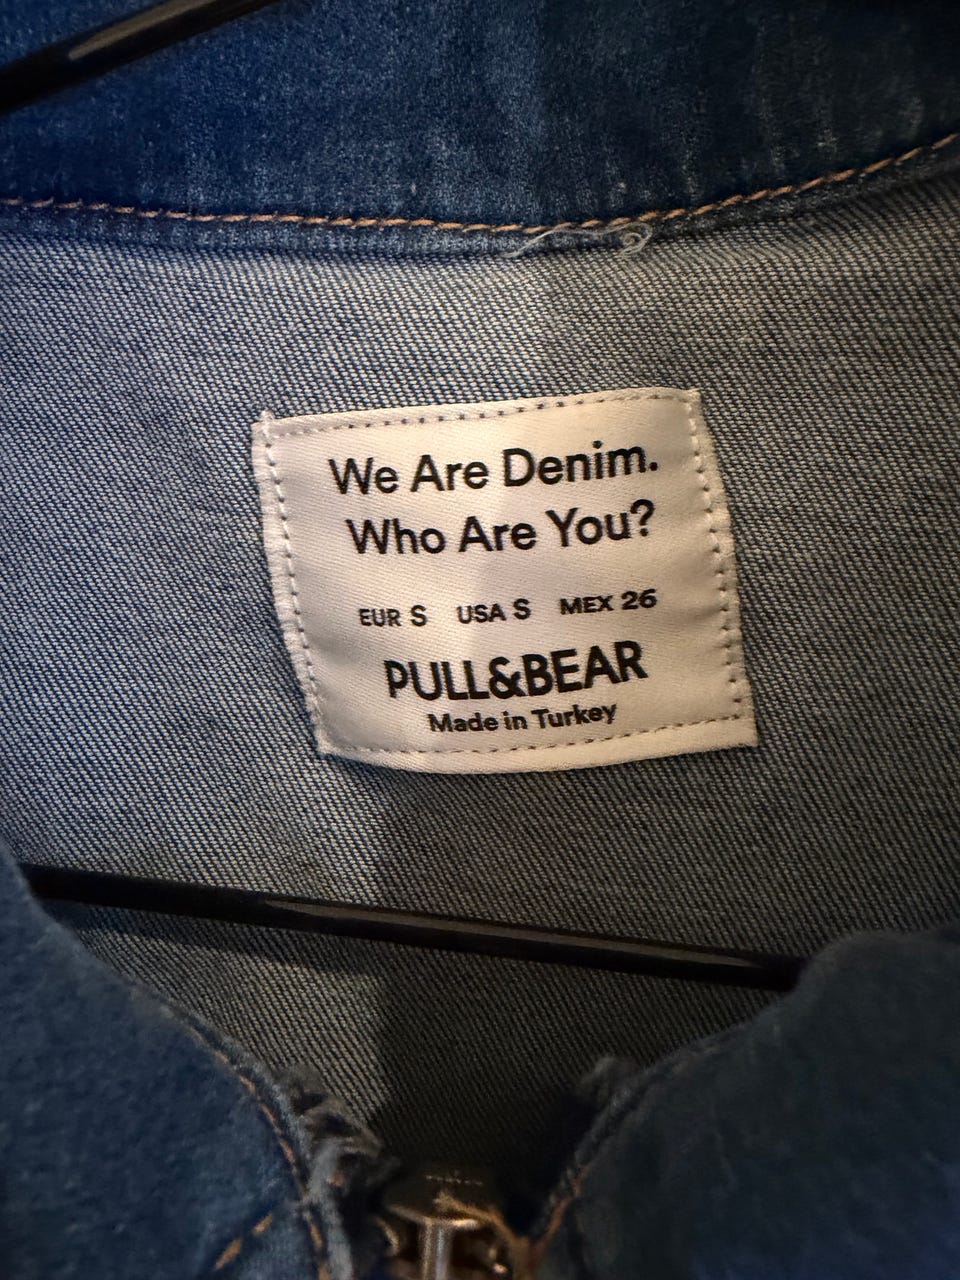 We Are Denim.
Who Are You?
EUR S USA S MEX 26
PULL&BEAR
Made in Turkey